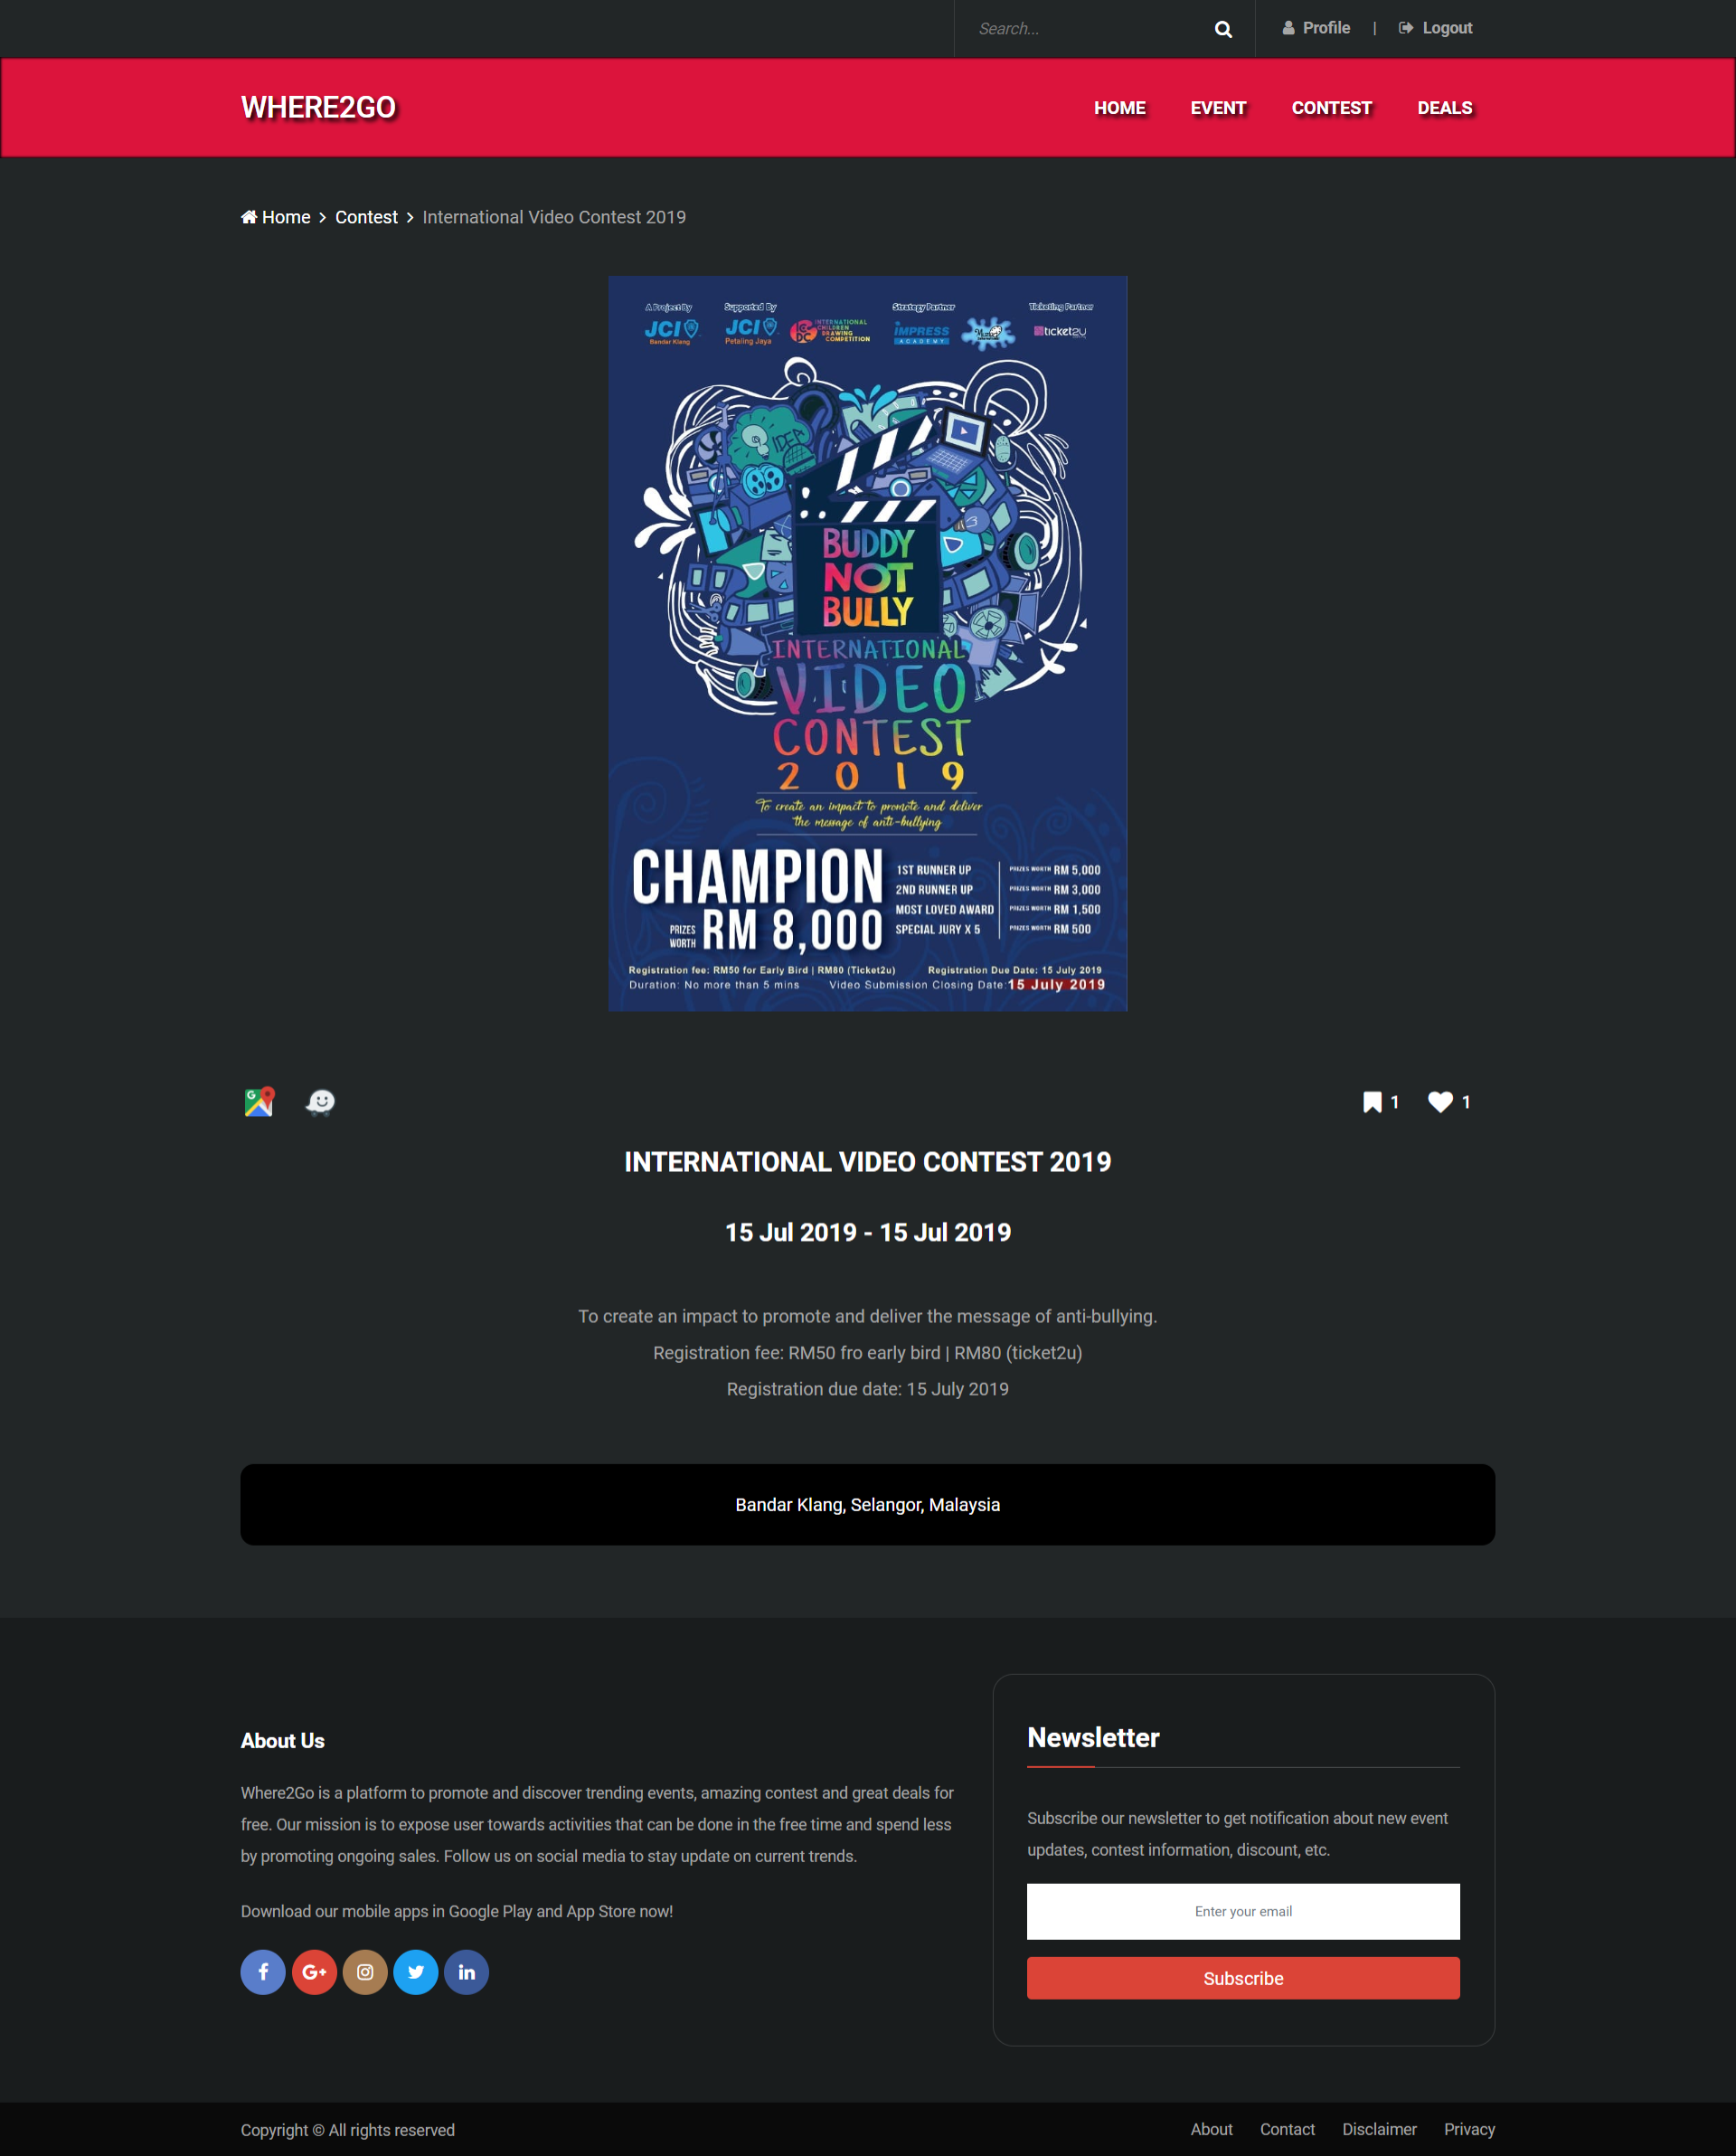 Search...
Profile | Logout
WHERE2GO
HOME EVENT CONTEST DEALS
Home > Contest > International Video Contest 2019
A Project By Supported By Strategy Partner Ticketing Partner
JCI Bandar Klang
JCI Petaling Jaya
INTERNATIONAL CHILDREN DRAWING COMPETITION
IMPRESS ACADEMY
ticket2u
IDEA
BUDDY
NOT
BULLY
INTERNATIONAL
VIDEO
CONTEST
2019
To create an impact to promote and deliver
the message of anti-bullying
CHAMPION
PRIZES WORTH RM 8,000
1ST RUNNER UP PRIZES WORTH RM 5,000
2ND RUNNER UP PRIZES WORTH RM 3,000
MOST LOVED AWARD PRIZES WORTH RM 1,500
SPECIAL JURY X 5 PRIZES WORTH RM 500
Registration fee: RM50 for Early Bird | RM80 (Ticket2u) Registration Due Date: 15 July 2019
Duration: No more than 5 mins Video Submission Closing Date: 15 July 2019
1 1
INTERNATIONAL VIDEO CONTEST 2019
15 Jul 2019 - 15 Jul 2019
To create an impact to promote and deliver the message of anti-bullying.
Registration fee: RM50 fro early bird | RM80 (ticket2u)
Registration due date: 15 July 2019
Bandar Klang, Selangor, Malaysia
About Us
Where2Go is a platform to promote and discover trending events, amazing contest and great deals for
free. Our mission is to expose user towards activities that can be done in the free time and spend less
by promoting ongoing sales. Follow us on social media to stay update on current trends.
Download our mobile apps in Google Play and App Store now!
Newsletter
Subscribe our newsletter to get notification about new event
updates, contest information, discount, etc.
Enter your email
Subscribe
Copyright © All rights reserved
About Contact Disclaimer Privacy